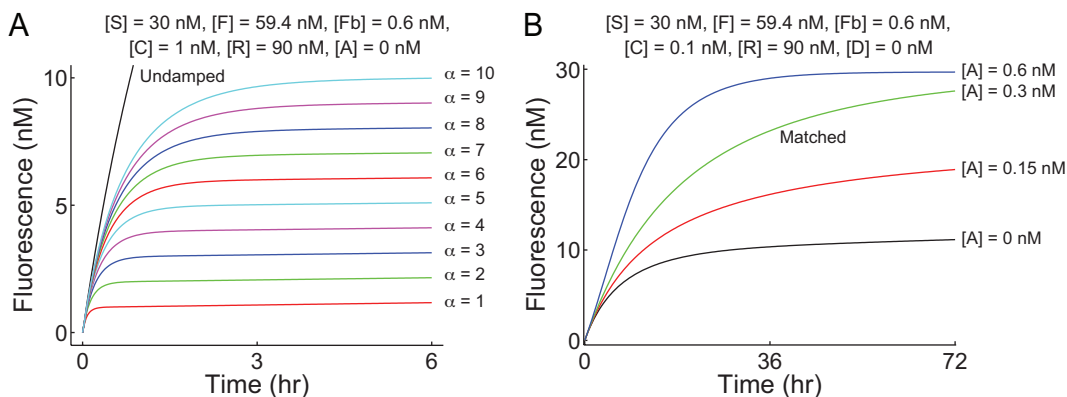 A
[S] = 30 nM, [F] = 59.4 nM, [Fb] = 0.6 nM,
[C] = 1 nM, [R] = 90 nM, [A] = 0 nM
Fluorescence (nM)
10
5
0
Undamped
α = 10
α = 9
α = 8
α = 7
α = 6
α = 5
α = 4
α = 3
α = 2
α = 1
0
3
6
Time (hr)
B
[S] = 30 nM, [F] = 59.4 nM, [Fb] = 0.6 nM,
[C] = 0.1 nM, [R] = 90 nM, [D] = 0 nM
Fluorescence (nM)
30
20
10
0
[A] = 0.6 nM
[A] = 0.3 nM
Matched
[A] = 0.15 nM
[A] = 0 nM
0
36
72
Time (hr)